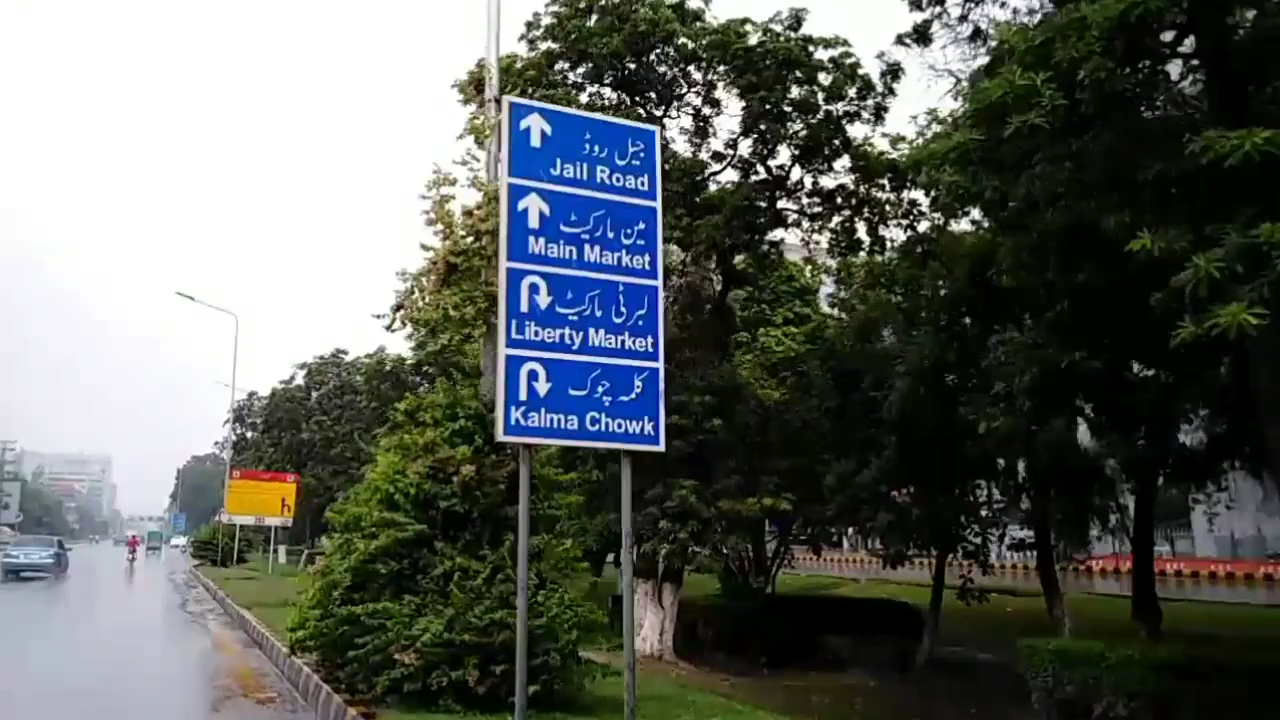 جیل روڈ
Jail Road
مین مارکیٹ
Main Market
لبرٹی مارکیٹ
Liberty Market
کلمہ چوک
Kalma Chowk